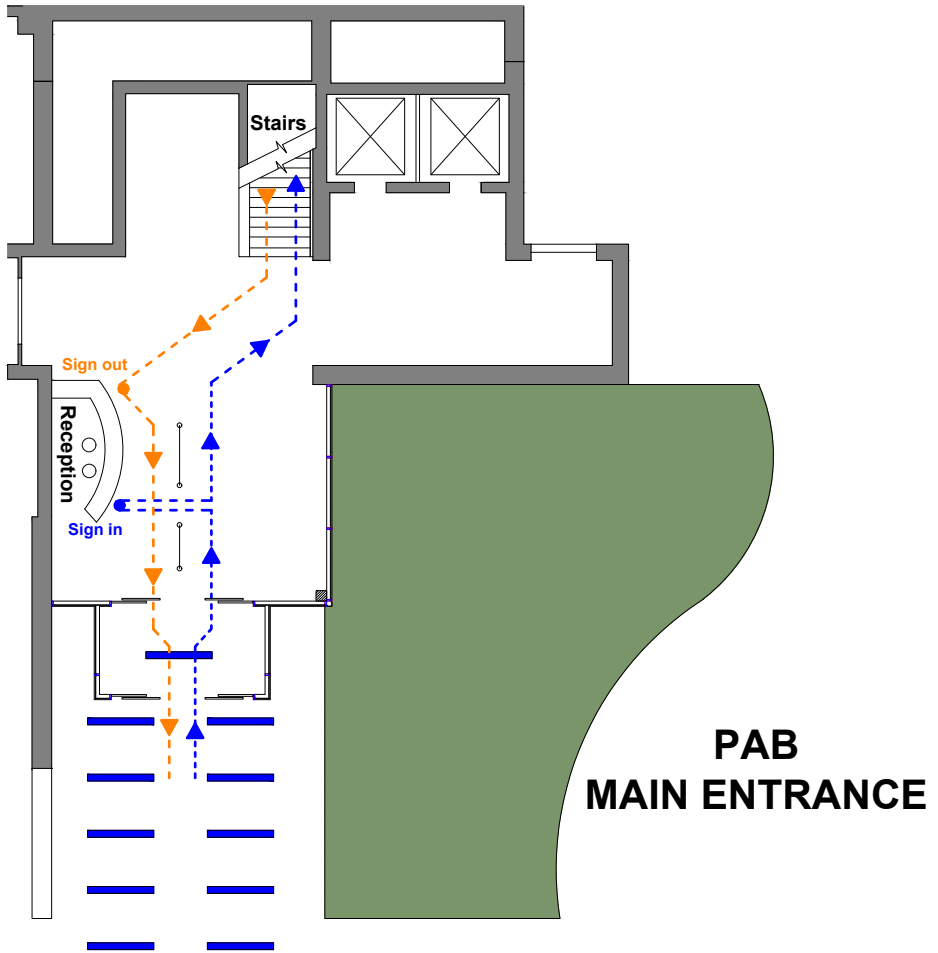 Stairs
Sign out
Reception
Sign in
PAB
MAIN ENTRANCE